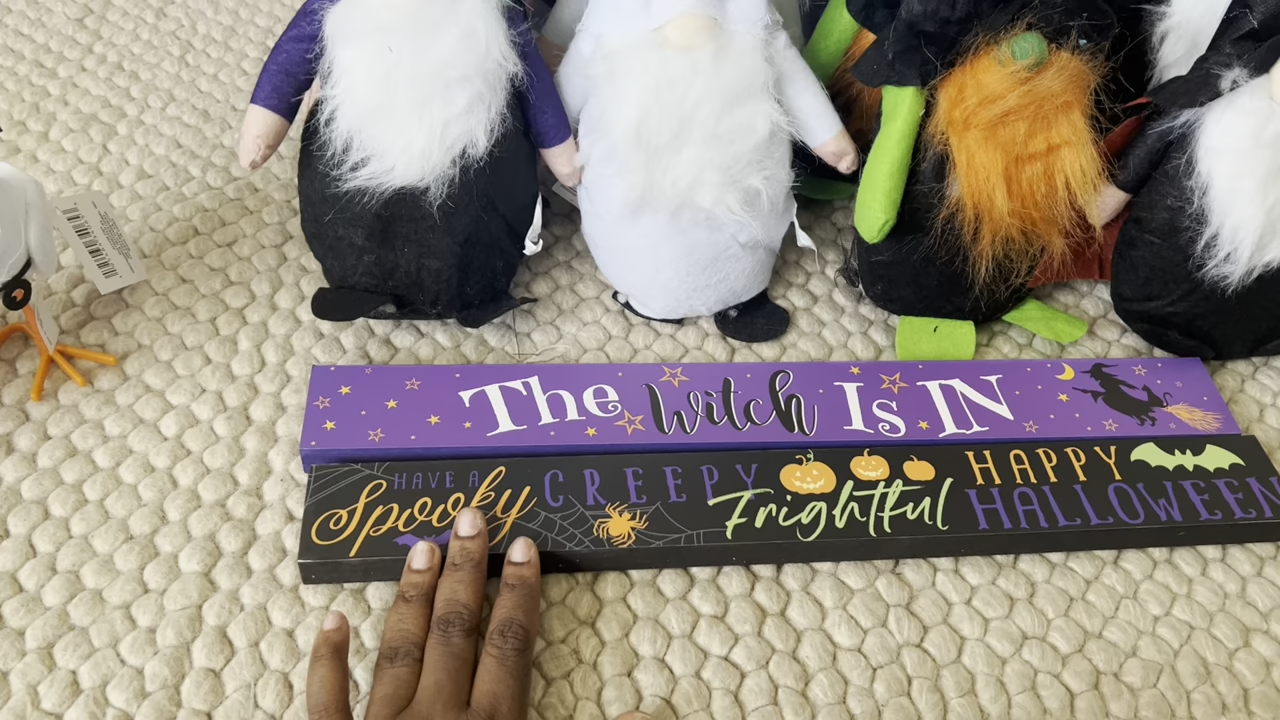 The Witch Is IN
HAVE A Spooky CREEPY Frightful HAPPY HALLOWEEN